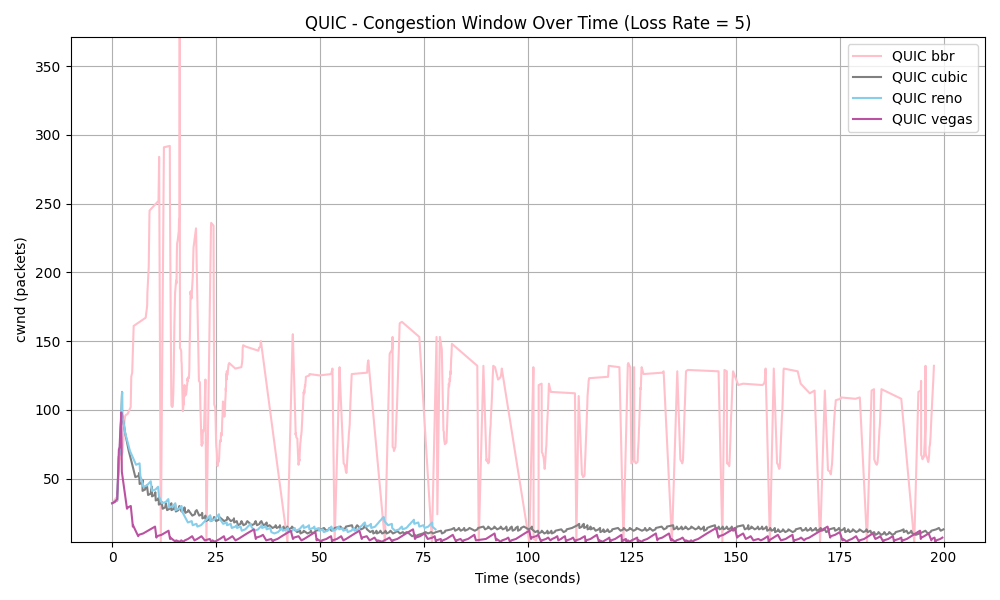 QUIC - Congestion Window Over Time (Loss Rate = 5)
QUIC bbr
QUIC cubic
QUIC reno
QUIC vegas
350
300
250
200
150
100
50
cwnd (packets)
0
25
50
75
100
125
150
175
200
Time (seconds)